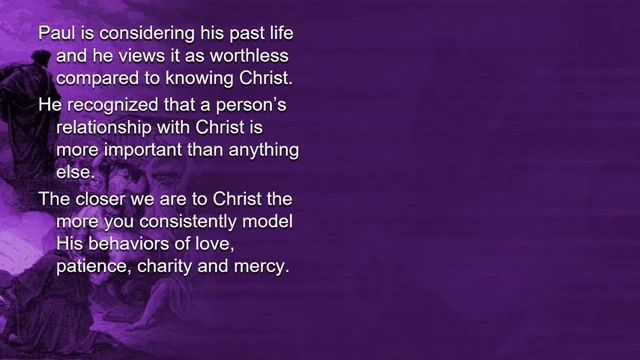 Paul is considering his past life
and he views it as worthless
compared to knowing Christ.
He recognized that a person’s
relationship with Christ is
more important than anything
else.
The closer we are to Christ the
more you consistently model
His behaviors of love,
patience, charity and mercy.